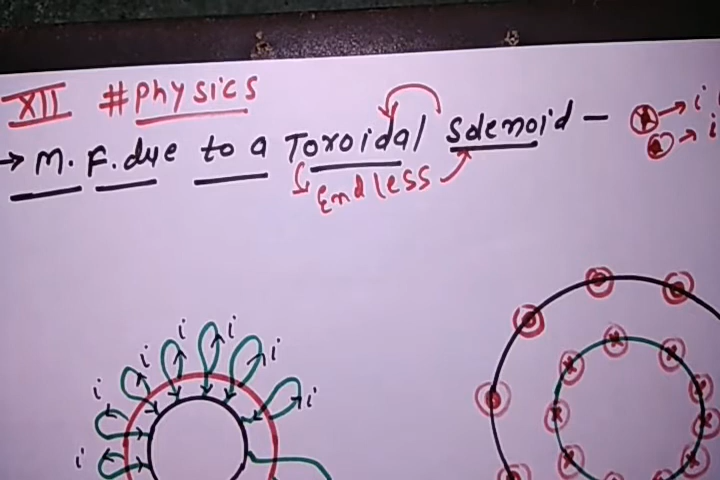 XII #Physics
→ M. F. due to a Toroidal Solenoid –
Endless
→ i
→ i
i
i
i
i
i
i
i
i